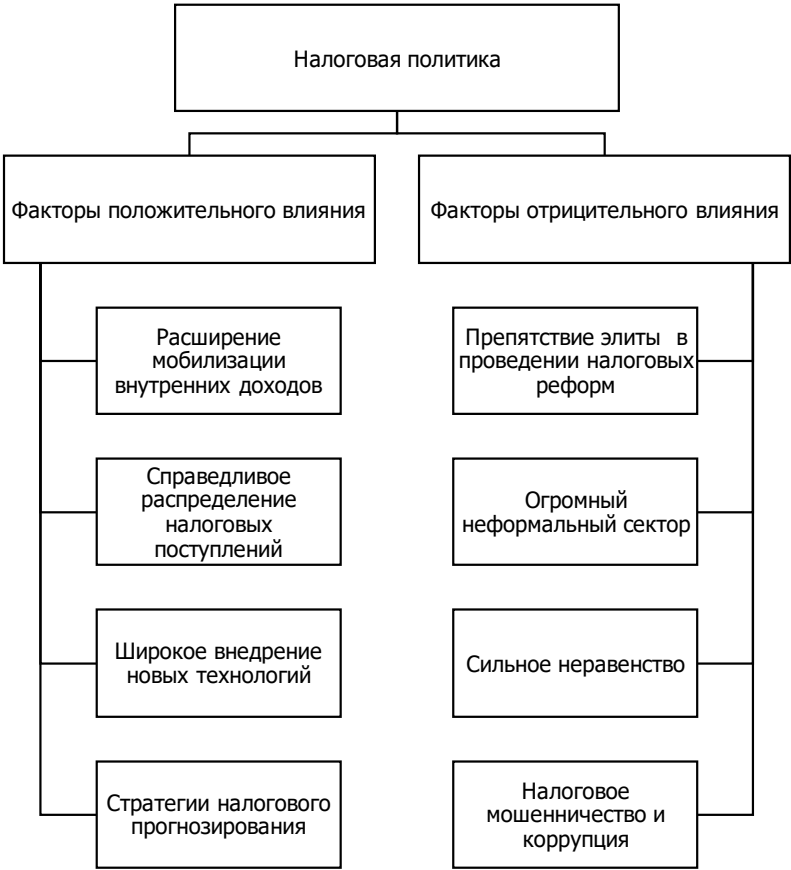 Налоговая политика
Факторы положительного влияния
Факторы отрицительного влияния
Расширение
мобилизации
внутренних доходов
Препятствие элиты в
проведении налоговых
реформ
Справедливое
распределение
налоговых
поступлений
Огромный
неформальный сектор
Широкое внедрение
новых технологий
Сильное неравенство
Стратегии налогового
прогнозирования
Налоговое
мошенничество и
коррупция